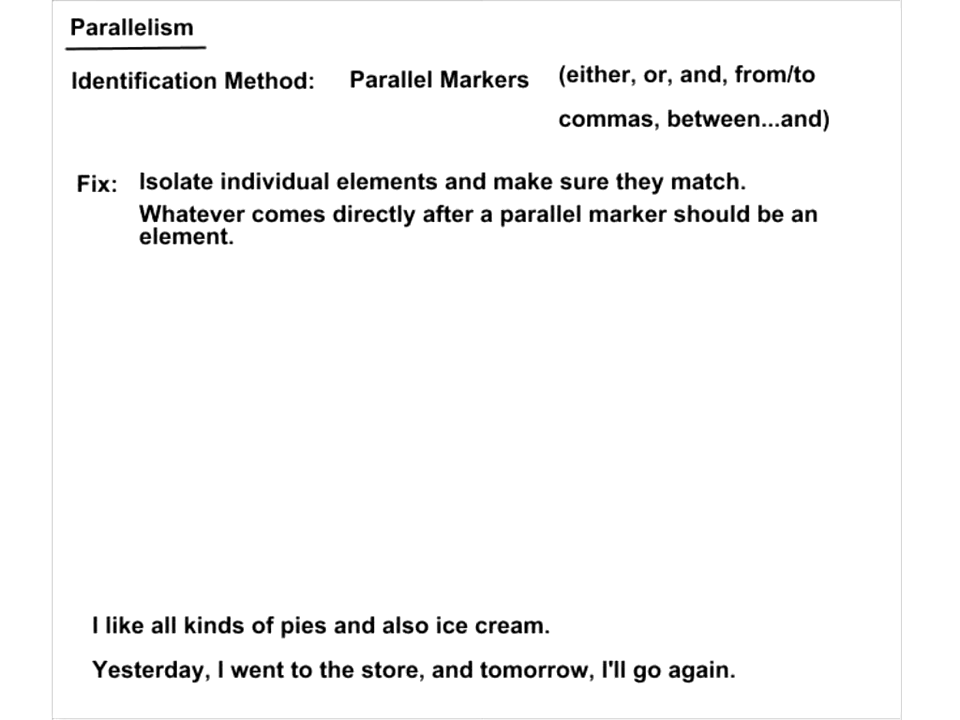 Parallelism
Identification Method: Parallel Markers (either, or, and, from/to
commas, between...and)
Fix: Isolate individual elements and make sure they match.
Whatever comes directly after a parallel marker should be an
element.
I like all kinds of pies and also ice cream.
Yesterday, I went to the store, and tomorrow, I'll go again.